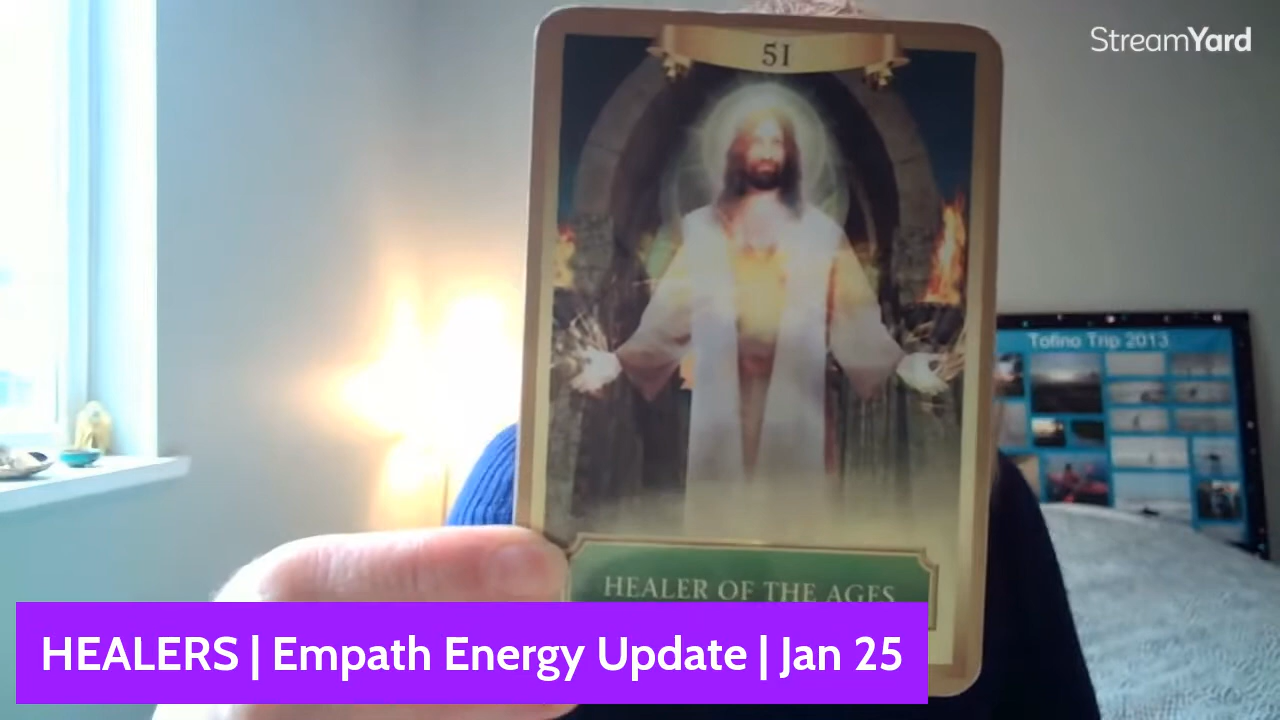 StreamYard
51
Tofino Trip 2013
HEALER OF THE AGES
HEALERS | Empath Energy Update | Jan 25